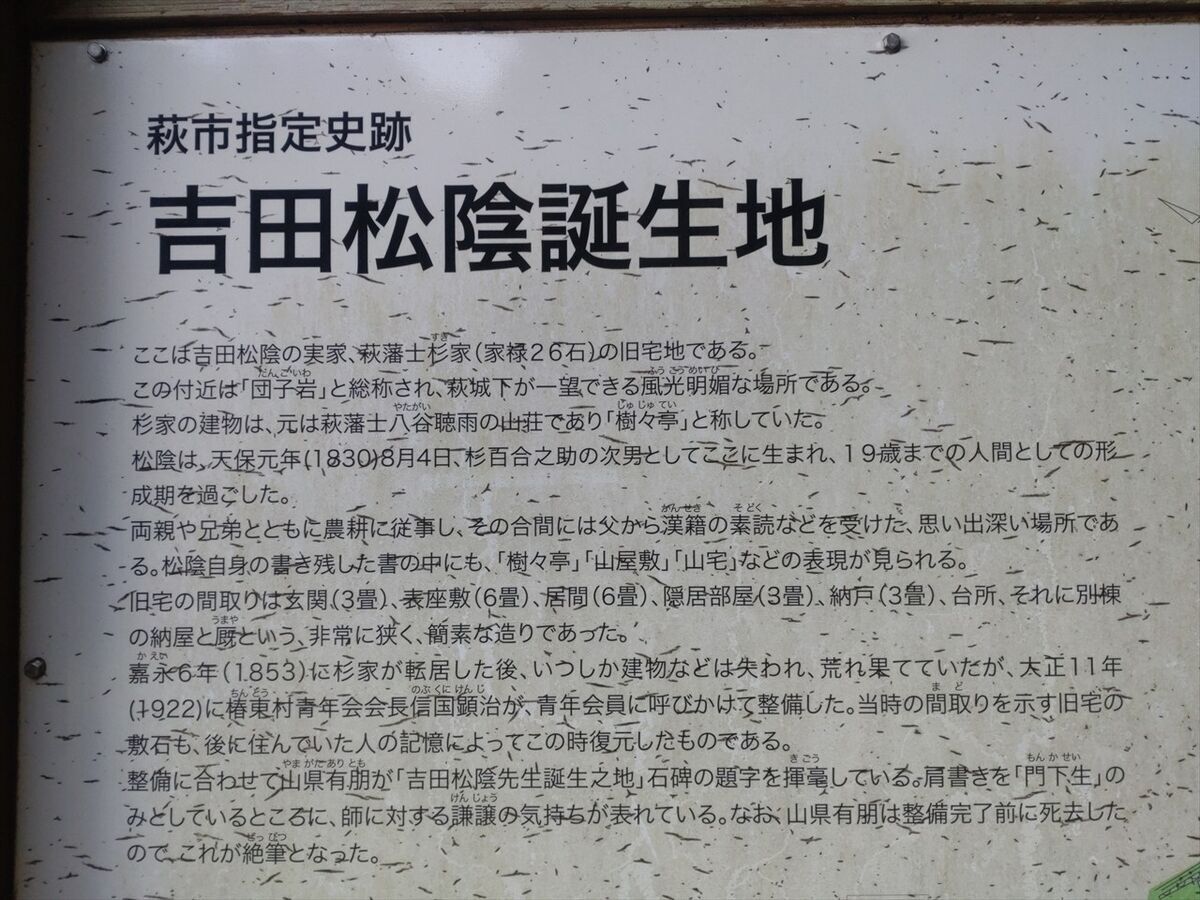 萩市指定史跡
吉田松陰誕生地
ここは吉田松陰の実家、萩藩士杉家(家禄26石)の旧宅地である。
この付近は「団子岩」と総称され、萩城下が一望できる風光明媚な場所である。
杉家の建物は、元は萩藩士八谷聴雨の山荘であり「樹々亭」と称していた。
松陰は、天保元年(1830)8月4日、杉百合之助の次男としてここに生まれ、19歳までの人間としての形
成期を過ごした。
両親や兄弟とともに農耕に従事し、その合間には父から漢籍の素読などを受けた、思い出深い場所であ
る。松陰自身の書き残した書の中にも、「樹々亭」「山屋敷」「山宅」などの表現が見られる。
旧宅の間取りは玄関(3畳)、表座敷(6畳)、居間(6畳)、隠居部屋(3畳)、納戸(3畳)、台所、それに別棟
の納屋と厩という、非常に狭く、簡素な造りであった。
嘉永6年(1853)に杉家が転居した後、いつしか建物などは失われ、荒れ果てていたが、大正11年
(1922)に椿東村青年会会長信国顕治が、青年会員に呼びかけて整備した。当時の間取りを示す旧宅の
敷石も、後に住んでいた人の記憶によってこの時復元したものである。
整備に合わせて山県有朋が「吉田松陰先生誕生之地」石碑の題字を揮毫している。肩書きを「門下生」の
みとしているところに、師に対する謙譲の気持ちが表れている。なお、山県有朋は整備完了前に死去した
ので、これが絶筆となった。